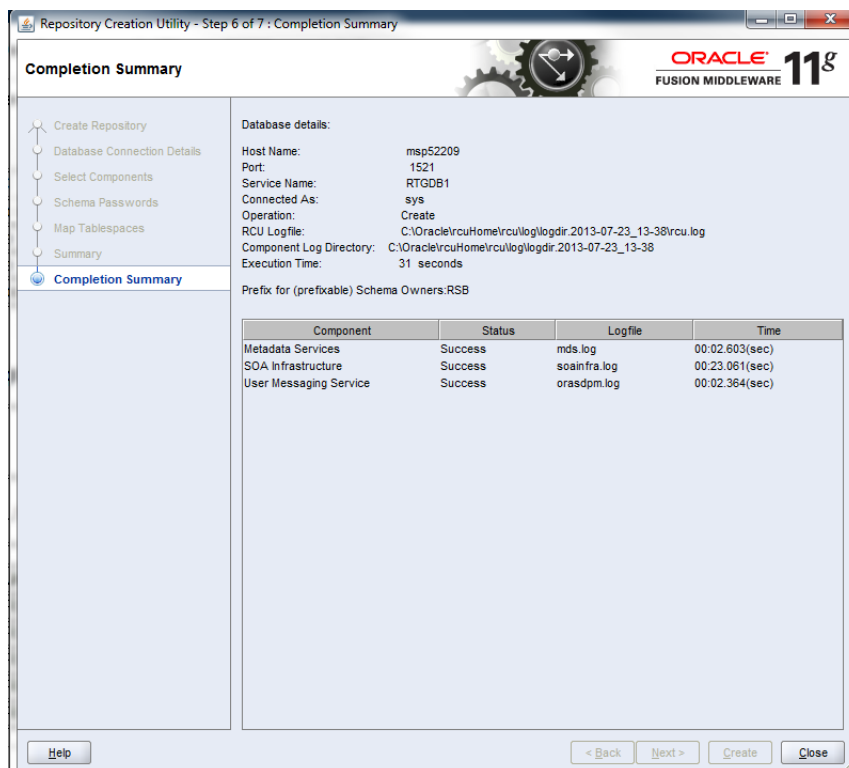 Repository Creation Utility - Step 6 of 7 : Completion Summary
Completion Summary
ORACLE
FUSION MIDDLEWARE
11g
Create Repository
Database Connection Details
Select Components
Schema Passwords
Map Tablespaces
Summary
Completion Summary
Database details:
Host Name: msp52209
Port: 1521
Service Name: RTGDB1
Connected As: sys
Operation: Create
RCU Logfile: C:\Oracle\rcuHome\rcu\log\logdir.2013-07-23_13-38\rcu.log
Component Log Directory: C:\Oracle\rcuHome\rcu\log\logdir.2013-07-23_13-38
Execution Time: 31 seconds
Prefix for (prefixable) Schema Owners:RSB
Component Status Logfile Time
Metadata Services Success mds.log 00:02.603(sec)
SOA Infrastructure Success soainfra.log 00:23.061(sec)
User Messaging Service Success orasdpm.log 00:02.364(sec)
Help < Back Next > Create Close